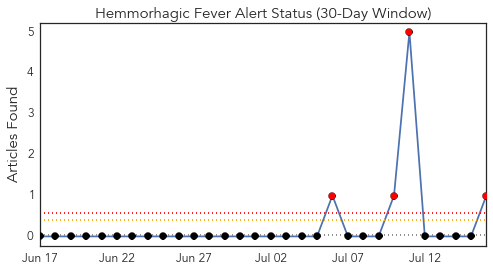 Hemmorhagic Fever Alert Status (30-Day Window)
Articles Found
5
4
3
2
1
0
Jun 17 Jun 22 Jun 27 Jul 02 Jul 07 Jul 12